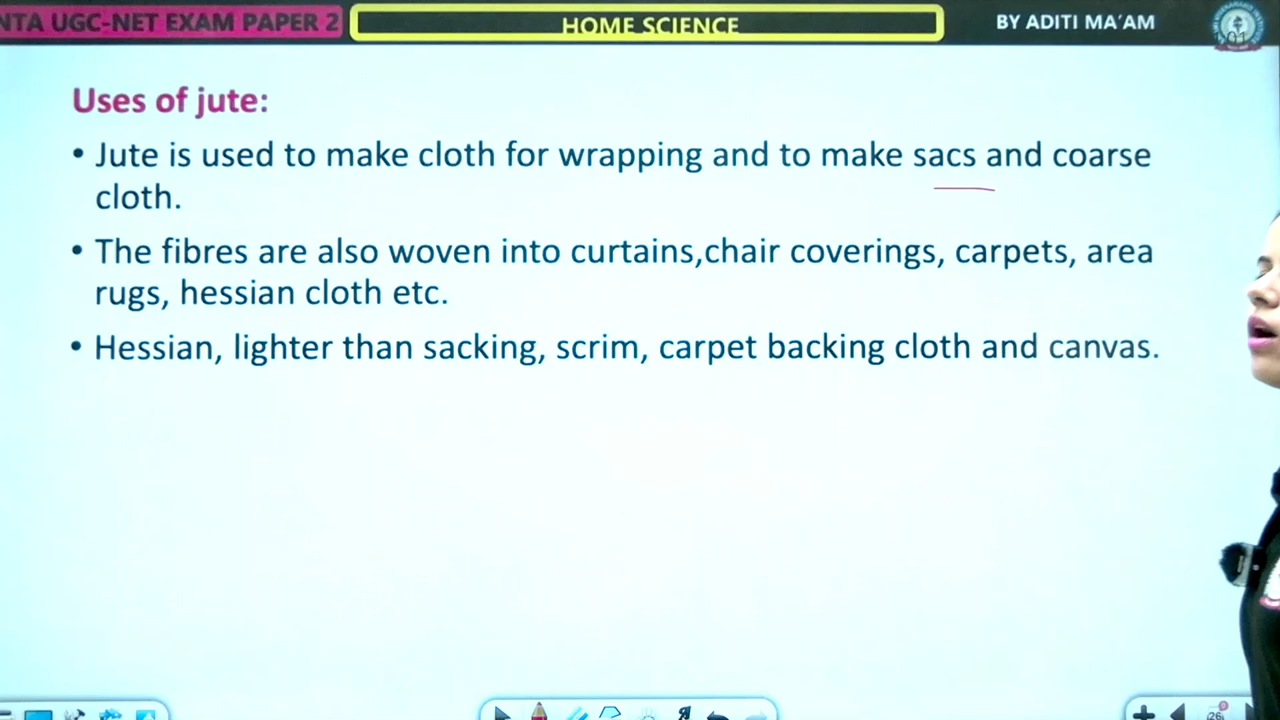 NTA UGC-NET EXAM PAPER 2
HOME SCIENCE
BY ADITI MA'AM
Uses of jute:
• Jute is used to make cloth for wrapping and to make sacs and coarse
cloth.
• The fibres are also woven into curtains,chair coverings, carpets, area
rugs, hessian cloth etc.
• Hessian, lighter than sacking, scrim, carpet backing cloth and canvas.
26